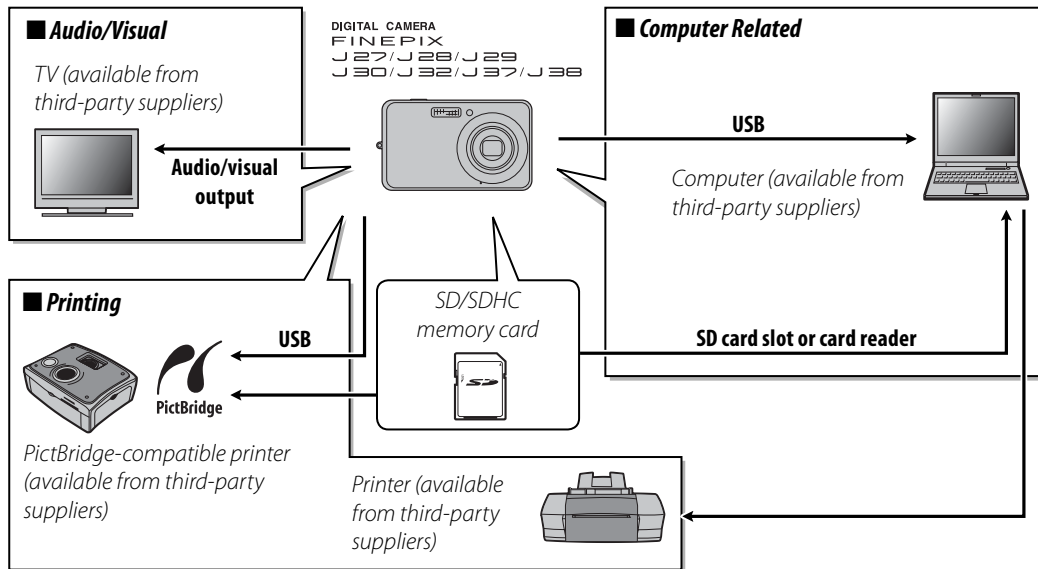 ■ Audio/Visual
TV (available from
third-party suppliers)
Audio/visual
output
DIGITAL CAMERA
FINEPIX
J27/J28/J29
J30/J32/J37/J38
■ Computer Related
USB
Computer (available from
third-party suppliers)
SD card slot or card reader
SD/SDHC
memory card
SD
■ Printing
USB
PictBridge
PictBridge-compatible printer
(available from third-party
suppliers)
Printer (available
from third-party
suppliers)